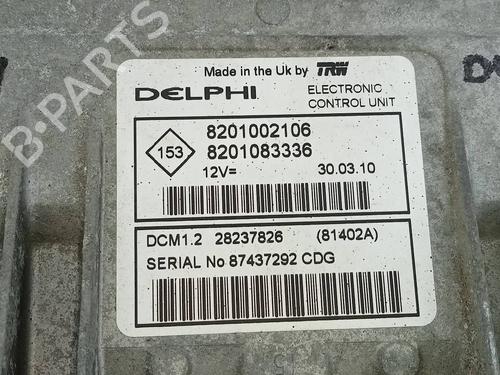 B-PARTS
Made in the Uk by TRW
DELPHI ELECTRONIC
CONTROL UNIT
8201002106
153
8201083336
12V= 30.03.10
DCM1.2 28237826 (81402A)
SERIAL No 87437292 CDG